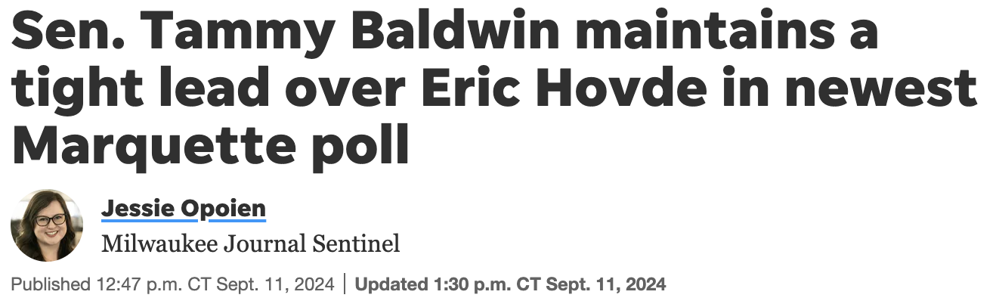 Sen. Tammy Baldwin maintains a
tight lead over Eric Hovde in newest
Marquette poll
Jessie Opoien
Milwaukee Journal Sentinel
Published 12:47 p.m. CT Sept. 11, 2024 | Updated 1:30 p.m. CT Sept. 11, 2024